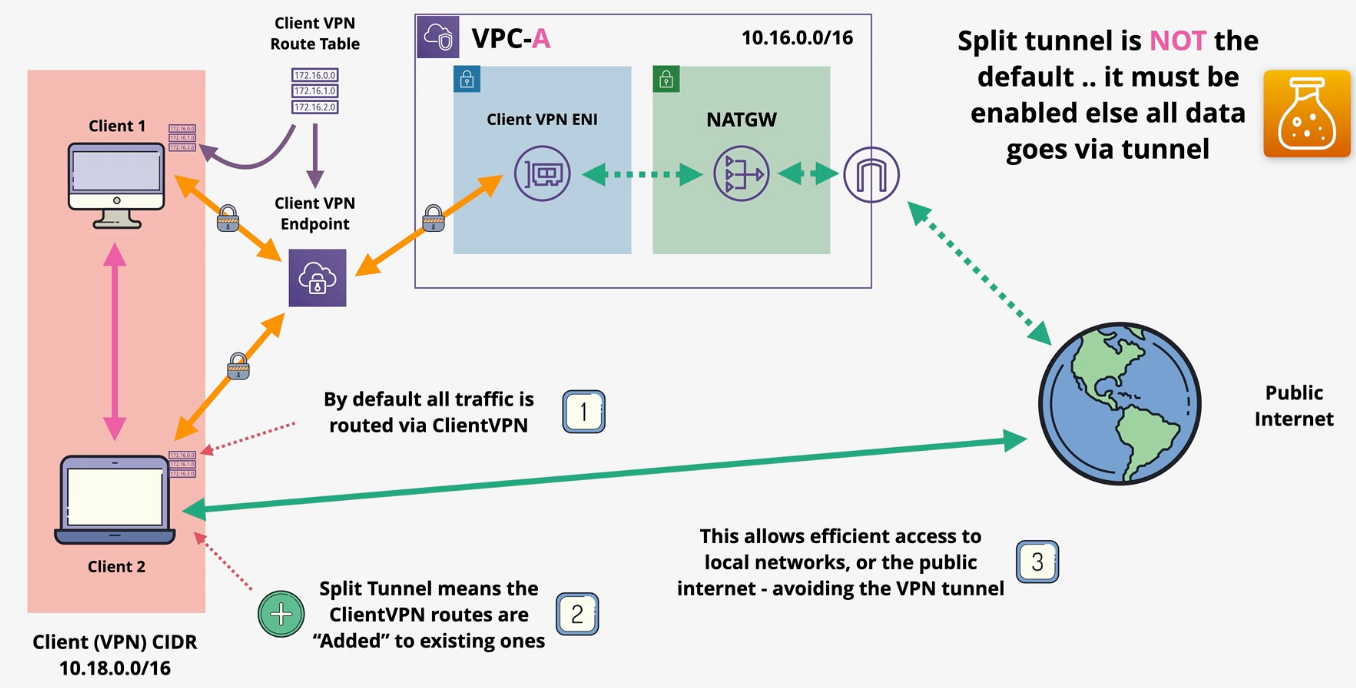 Client VPN
Route Table
172.16.0.0
172.16.1.0
172.16.2.0
VPC-A
10.16.0.0/16
Split tunnel is NOT the
default .. it must be
enabled else all data
goes via tunnel
Client 1
172.16.0.0
172.16.1.0
172.16.2.0
Client VPN ENI
NATGW
Client VPN
Endpoint
By default all traffic is
routed via ClientVPN
1
Public
Internet
172.16.0.0
172.16.1.0
172.16.2.0
Client 2
This allows efficient access to
local networks, or the public
internet - avoiding the VPN tunnel
3
Split Tunnel means the
ClientVPN routes are
“Added” to existing ones
2
Client (VPN) CIDR
10.18.0.0/16